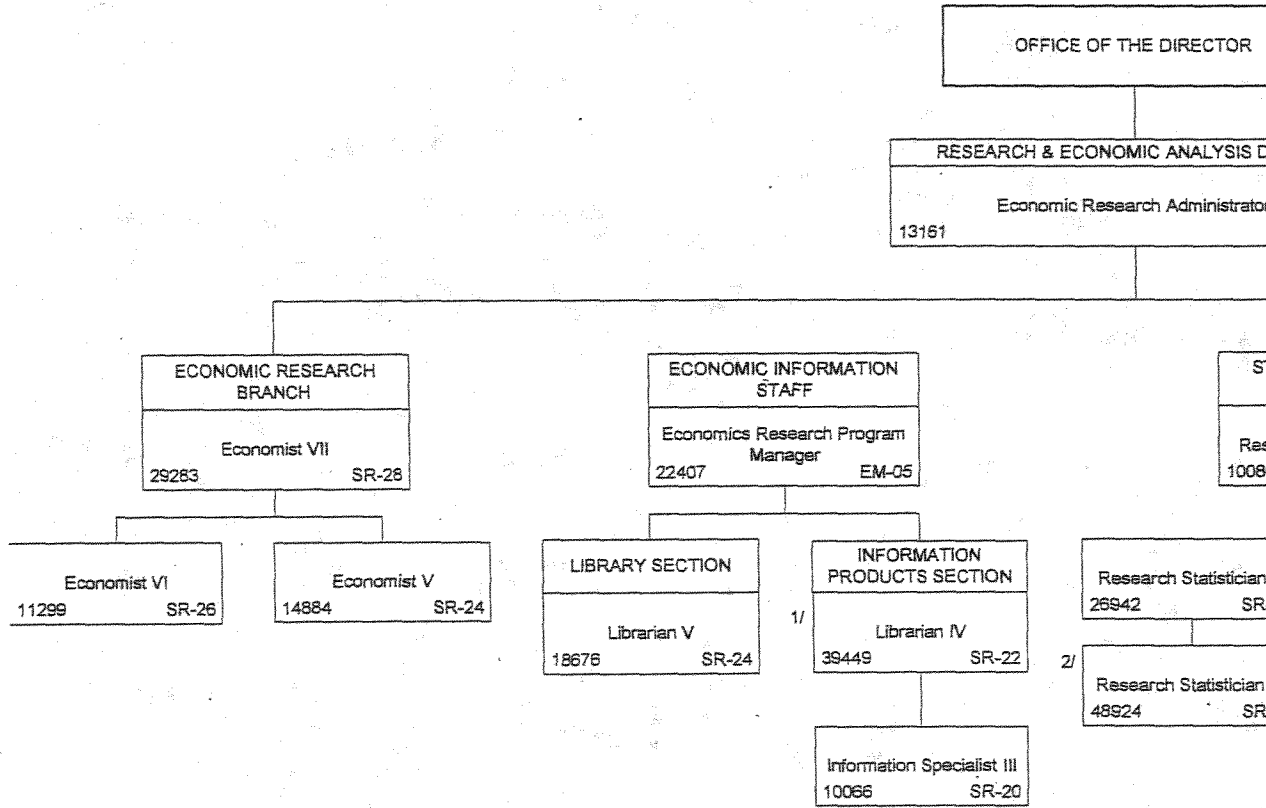 OFFICE OF THE DIRECTOR
RESEARCH & ECONOMIC ANALYSIS D
Economic Research Administrator
13161
ECONOMIC RESEARCH
BRANCH
Economist VII
29283 SR-28
ECONOMIC INFORMATION
STAFF
Economics Research Program
Manager
22407 EM-05
ST
Res
1008
Economist VI
11299 SR-26
Economist V
14884 SR-24
LIBRARY SECTION
Librarian V
18676 SR-24
INFORMATION
PRODUCTS SECTION
1/
Librarian IV
39449 SR-22
Information Specialist III
10066 SR-20
Research Statistician
26942 SR
2/
Research Statistician
48924 SR